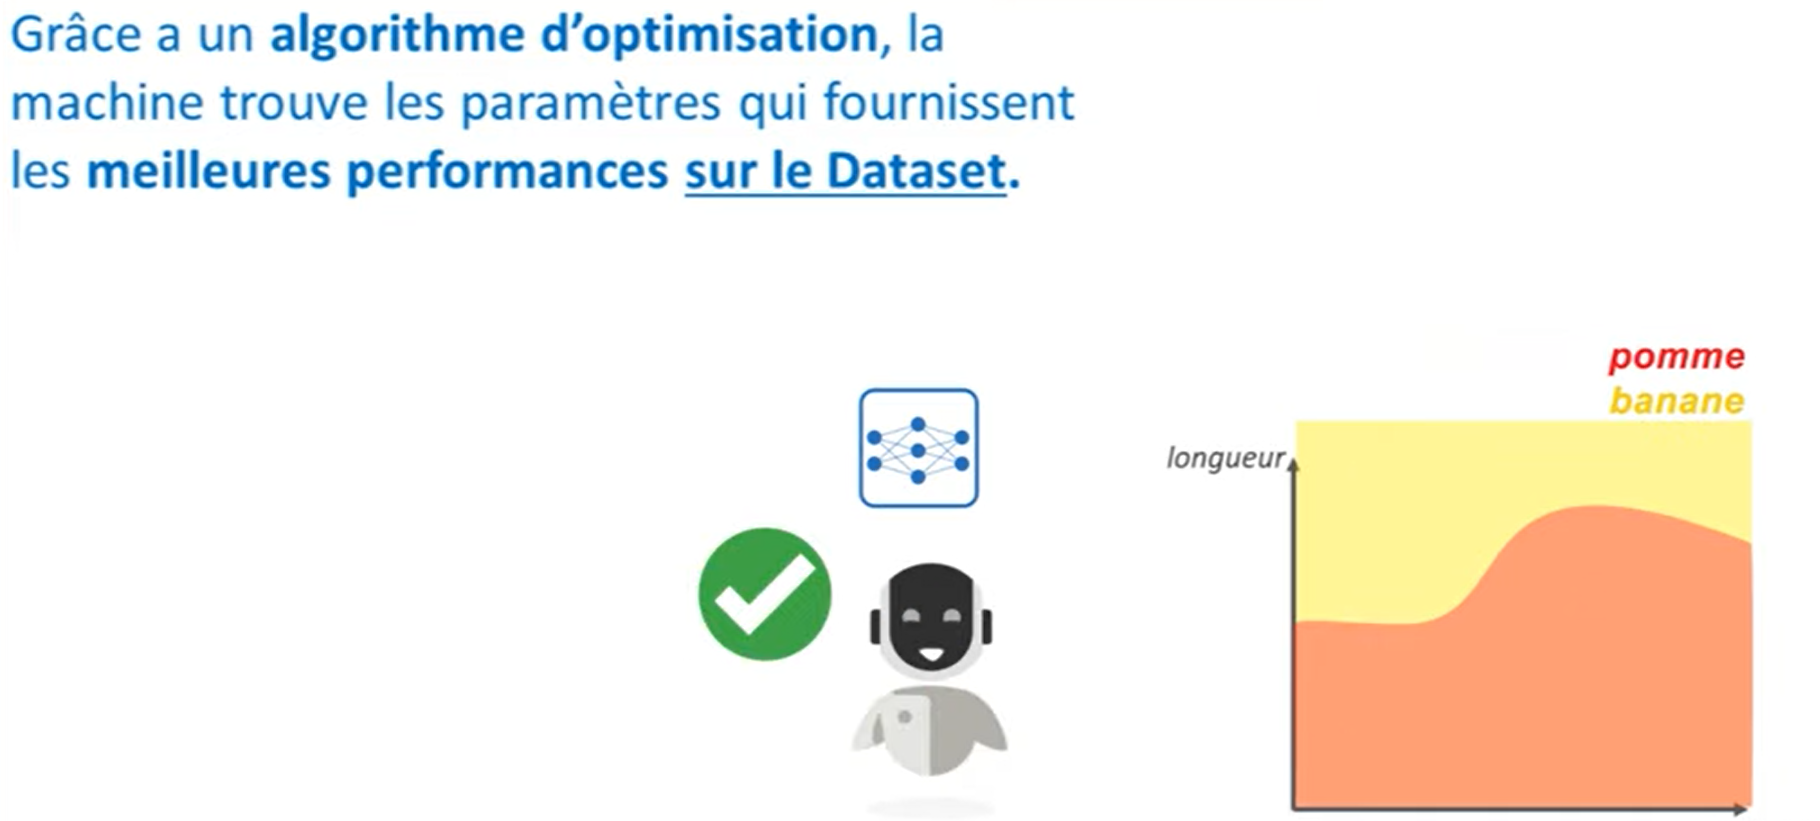 Grâce a un algorithme d’optimisation, la
machine trouve les paramètres qui fournissent
les meilleures performances sur le Dataset.
pomme
banane
longueur